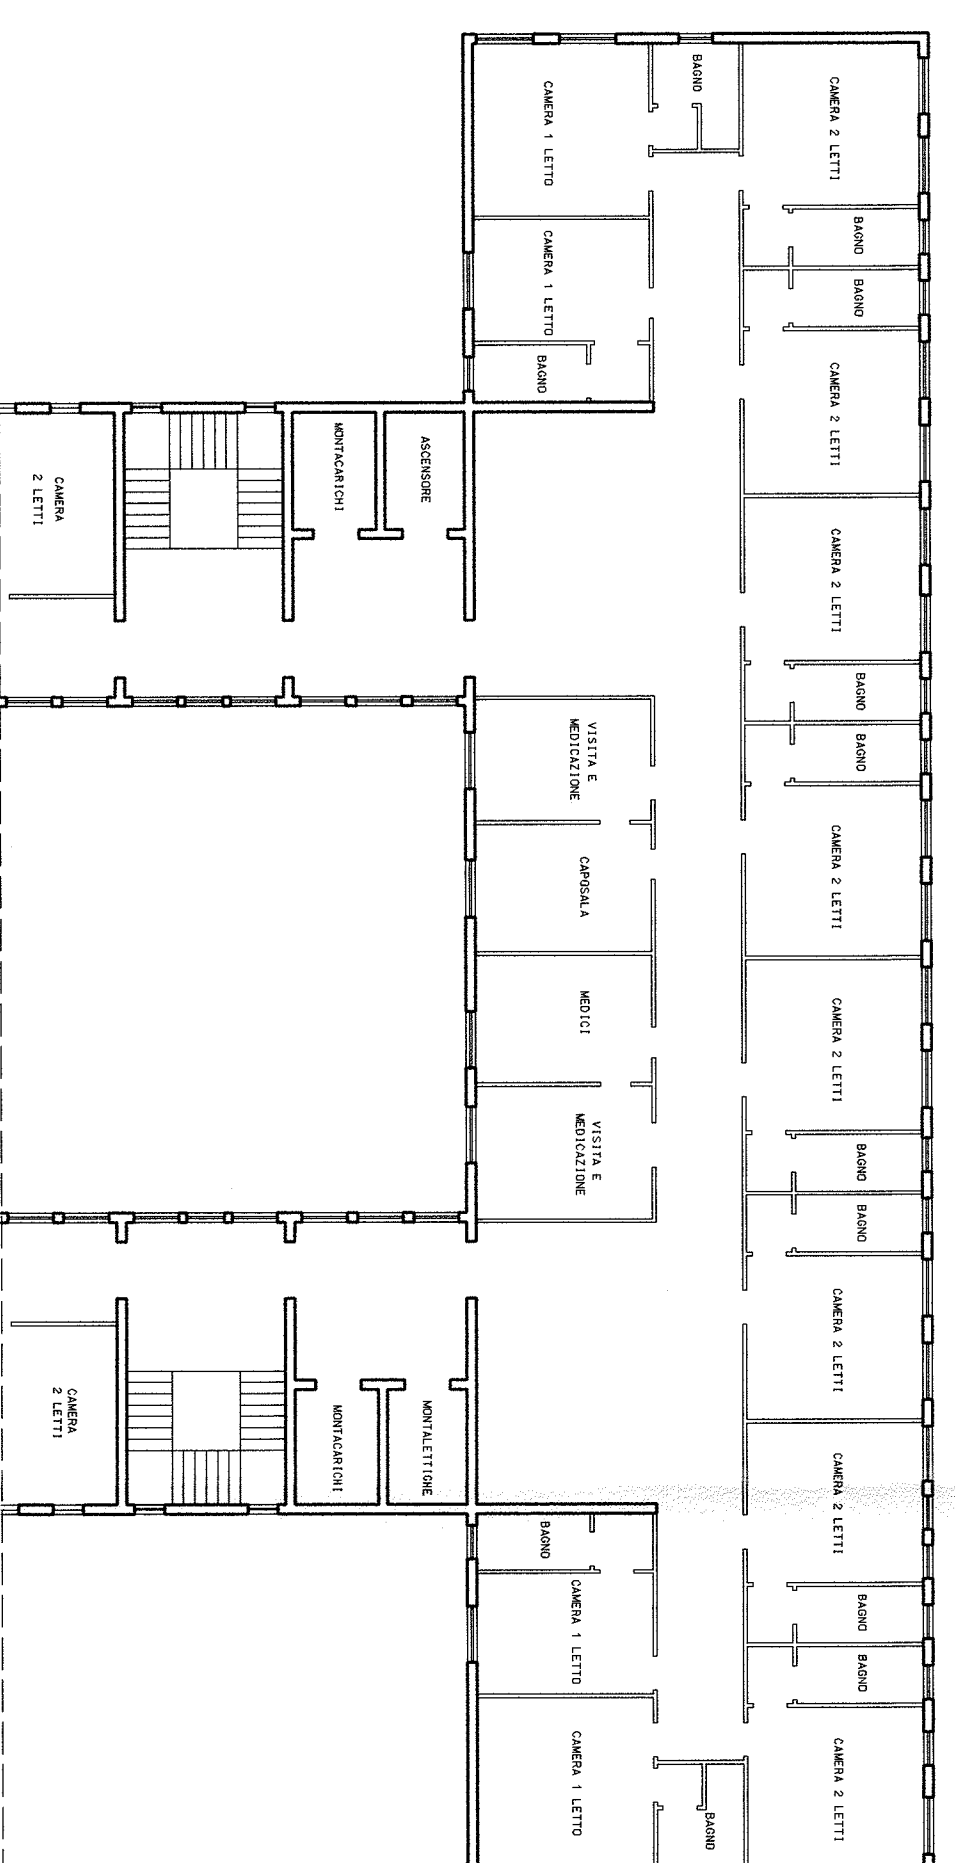 BAGNO
CAMERA 1 LETTO
CAMERA 2 LETTI
BAGNO
CAMERA 1 LETTO
BAGNO
BAGNO
CAMERA 2 LETTI
ASCENSORE
MONTACARICHI
CAMERA
2 LETTI
CAMERA 2 LETTI
BAGNO
VISITA E
MEDICAZIONE
BAGNO
CAPOSALA
CAMERA 2 LETTI
MEDICI
CAMERA 2 LETTI
VISITA E
MEDICAZIONE
BAGNO
BAGNO
CAMERA 2 LETTI
CAMERA
2 LETTI
MONTACARICHI
MONTALETTIGHE
CAMERA 2 LETTI
BAGNO
CAMERA 1 LETTO
BAGNO
BAGNO
CAMERA 1 LETTO
CAMERA 2 LETTI
BAGNO